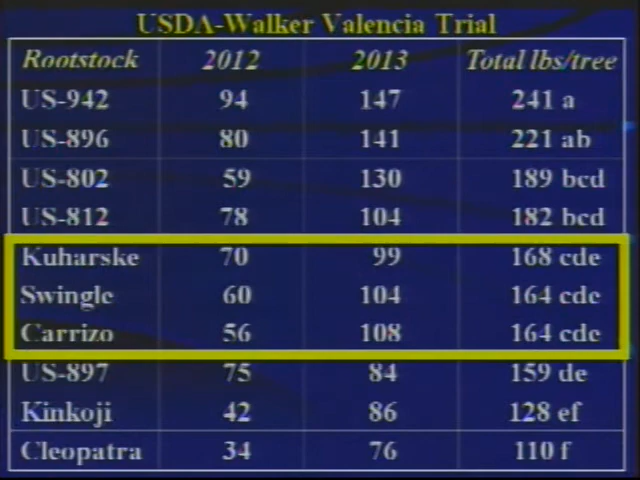 USDA-Walker Valencia Trial
Rootstock 2012 2013 Total lbs/tree
US-942 94 147 241 a
US-896 80 141 221 ab
US-802 59 130 189 bcd
US-812 78 104 182 bcd
Kuharske 70 99 168 cde
Swingle 60 104 164 cde
Carrizo 56 108 164 cde
US-897 75 84 159 de
Kinkoji 42 86 128 ef
Cleopatra 34 76 110 f